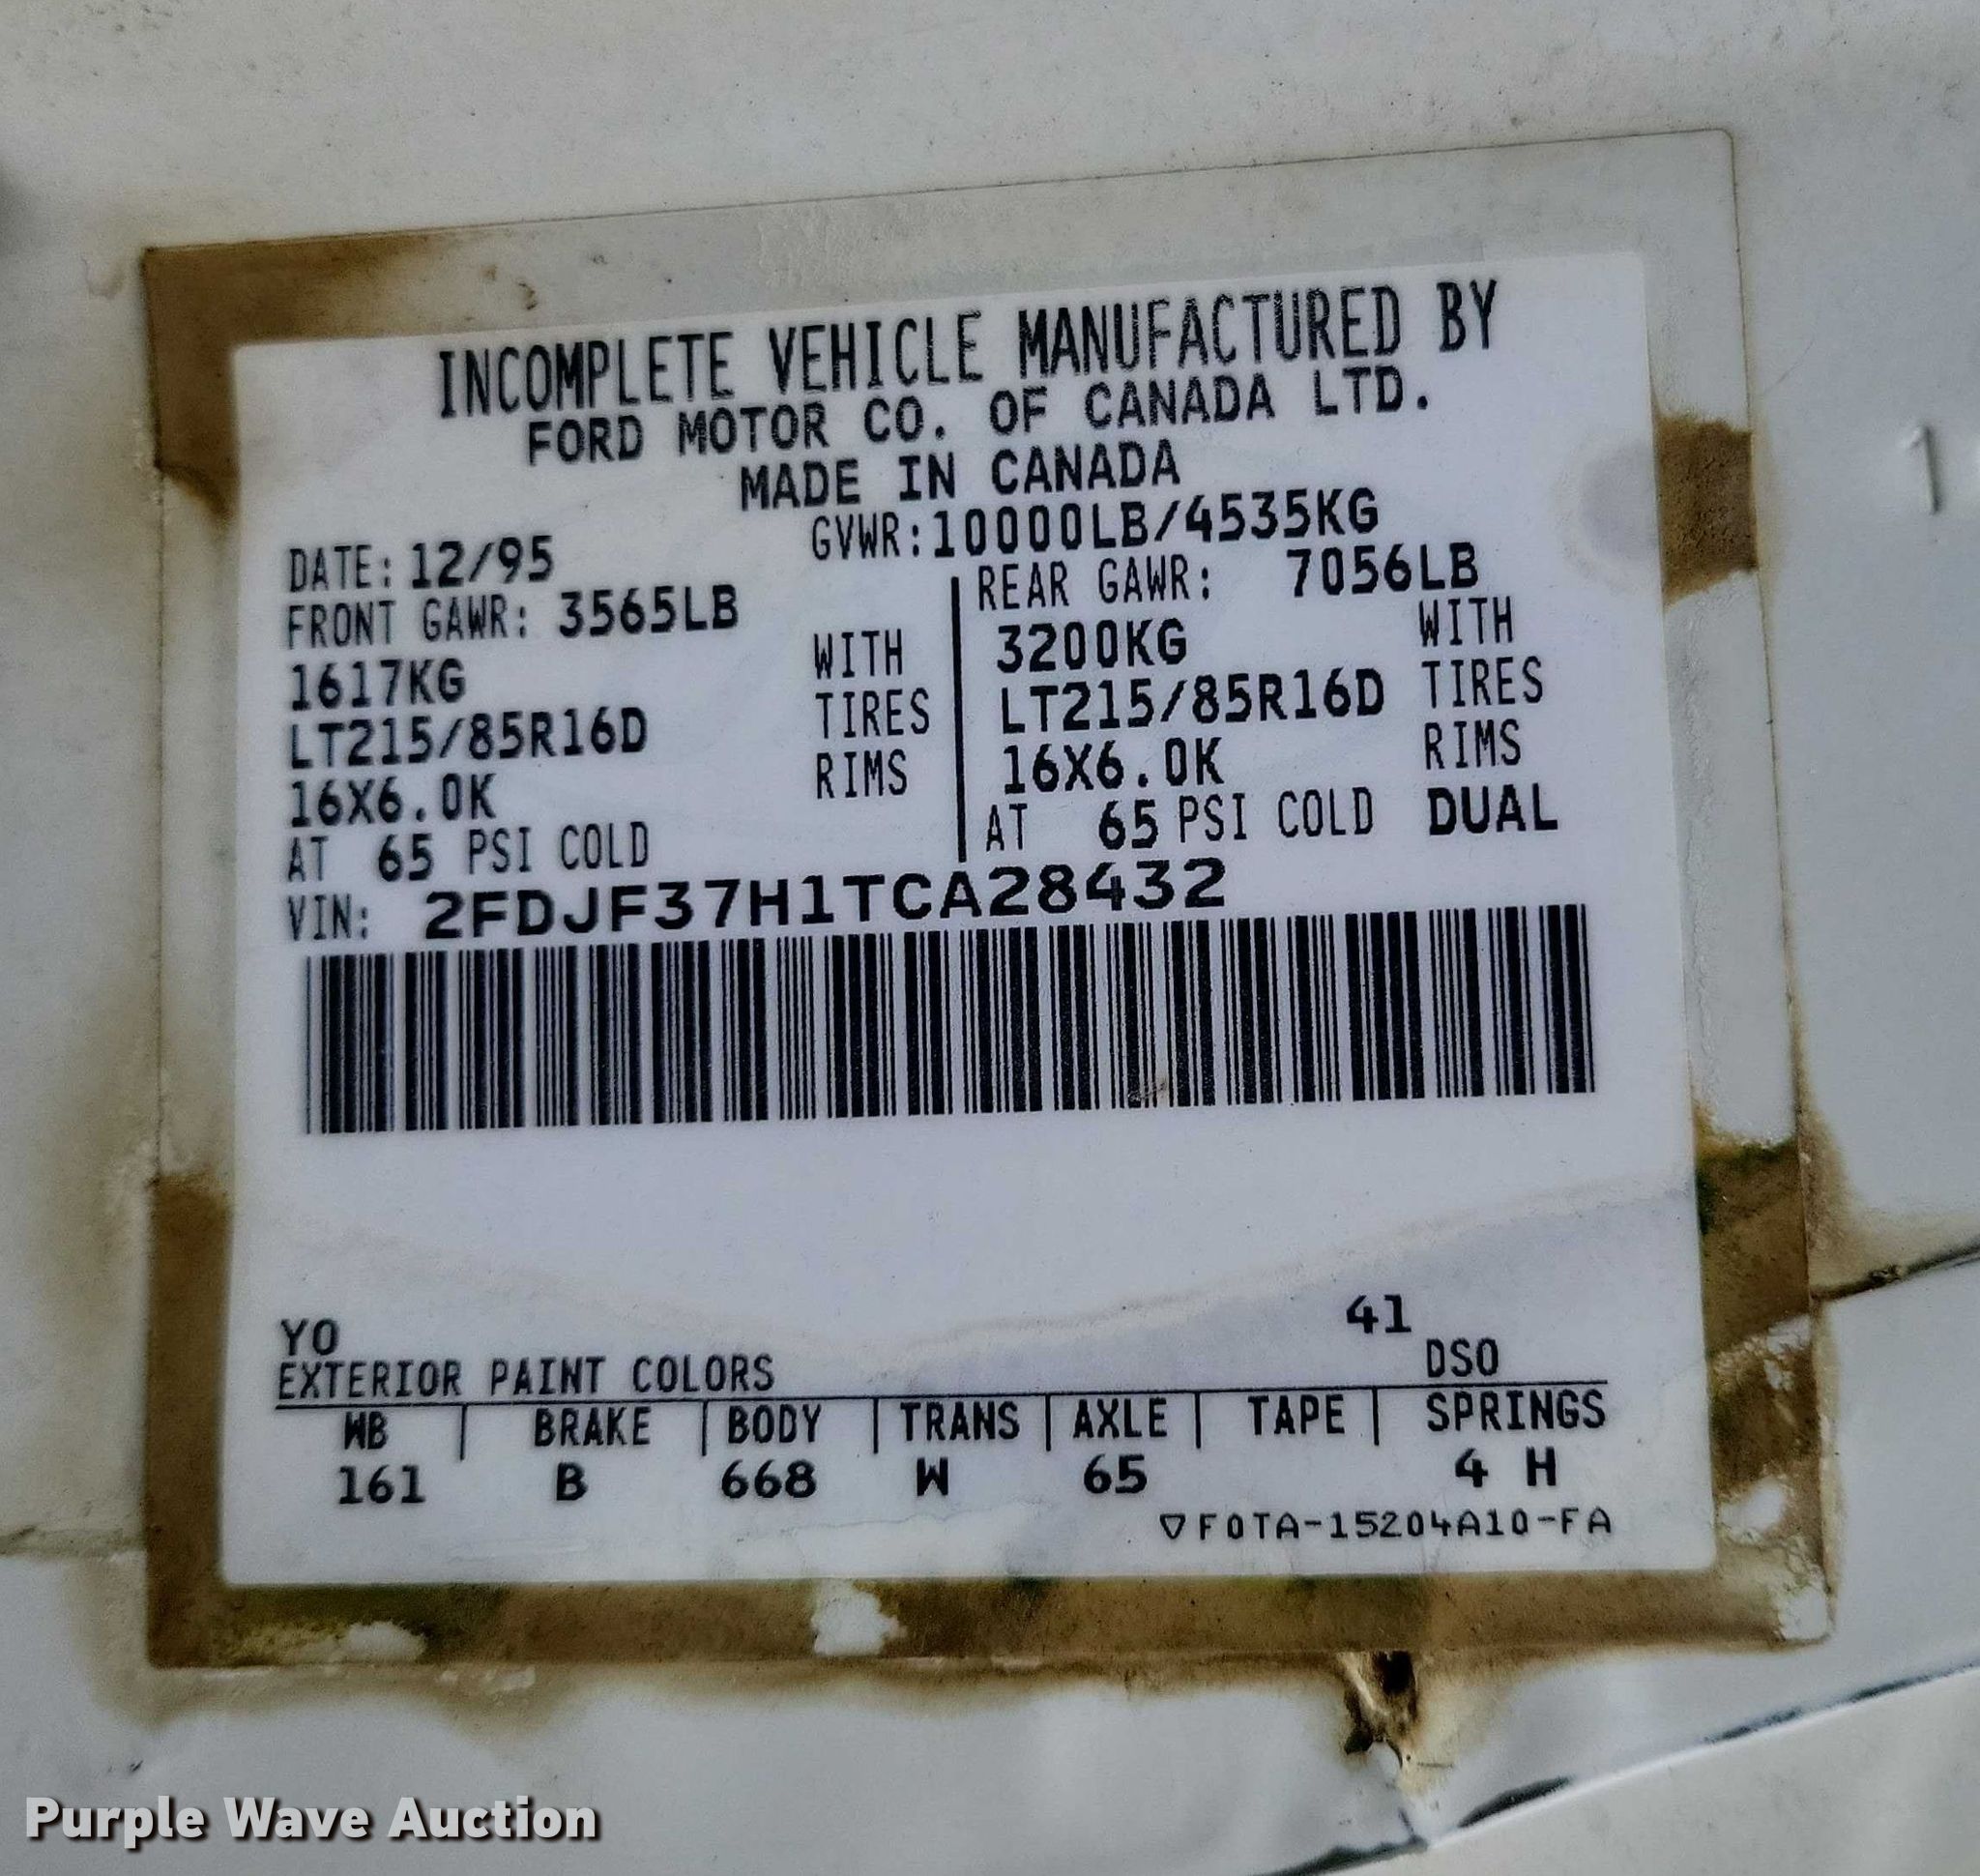 INCOMPLETE VEHICLE MANUFACTURED BY
FORD MOTOR CO. OF CANADA LTD.
MADE IN CANADA
DATE: 12/95 GVWR:10000LB/4535KG
FRONT GAWR: 3565LB REAR GAWR: 7056LB
1617KG WITH 3200KG WITH
LT215/85R16D TIRES LT215/85R16D TIRES
16X6.0K RIMS 16X6.0K RIMS
AT 65 PSI COLD AT 65 PSI COLD DUAL
VIN: 2FDJF37H1TCA28432
YO 41
EXTERIOR PAINT COLORS DSO
WB | BRAKE | BODY | TRANS | AXLE | TAPE | SPRINGS
161 B 668 W 65 4 H
▽F0TA-15204A10-FA
1
Purple Wave Auction